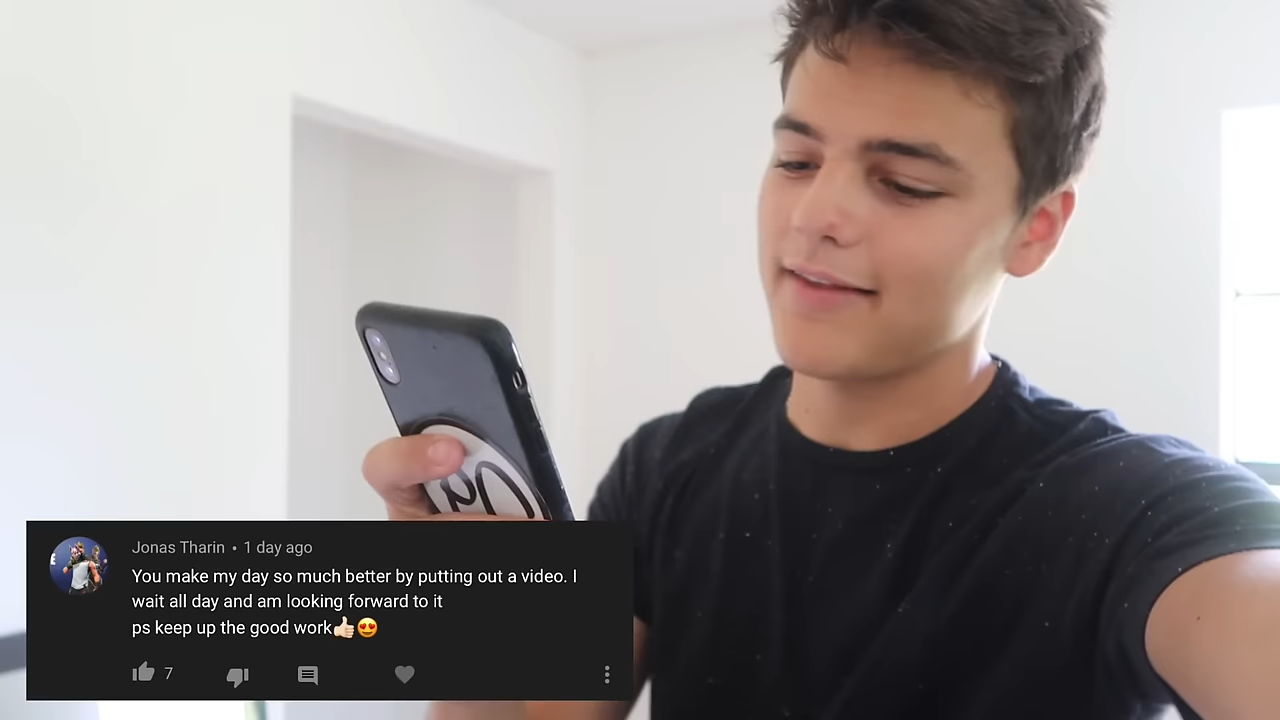 Jonas Tharin • 1 day ago
You make my day so much better by putting out a video. I
wait all day and am looking forward to it
ps keep up the good work👍🏻😍
7